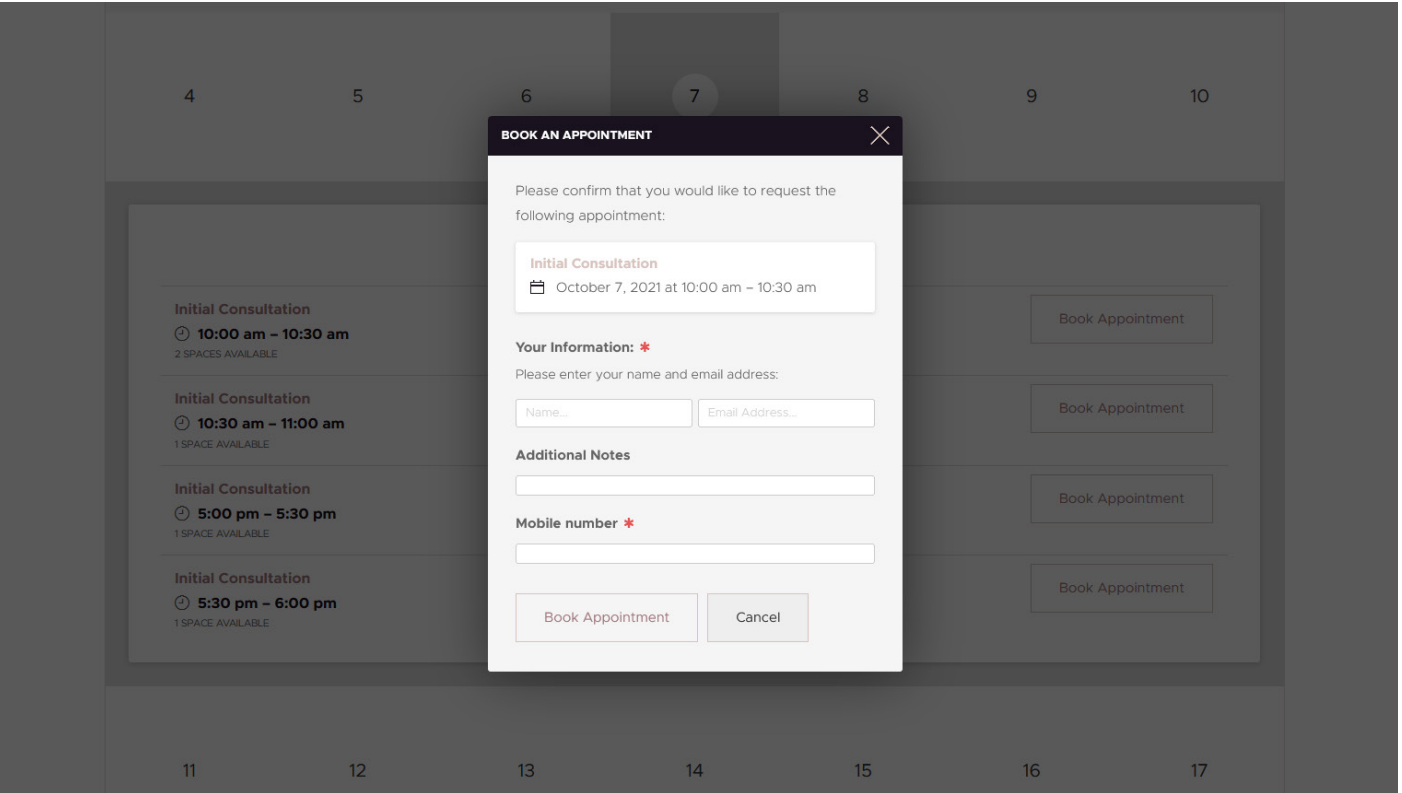 4 5 6 7 8 9 10
BOOK AN APPOINTMENT
Please confirm that you would like to request the
following appointment:
Initial Consultation
October 7, 2021 at 10:00 am – 10:30 am
Your Information: *
Please enter your name and email address:
Name... Email Address...
Additional Notes
Mobile number *
Book Appointment Cancel
Initial Consultation
10:00 am – 10:30 am
2 SPACES AVAILABLE
Book Appointment
Initial Consultation
10:30 am – 11:00 am
1 SPACE AVAILABLE
Book Appointment
Initial Consultation
5:00 pm – 5:30 pm
1 SPACE AVAILABLE
Book Appointment
Initial Consultation
5:30 pm – 6:00 pm
1 SPACE AVAILABLE
Book Appointment
11 12 13 14 15 16 17